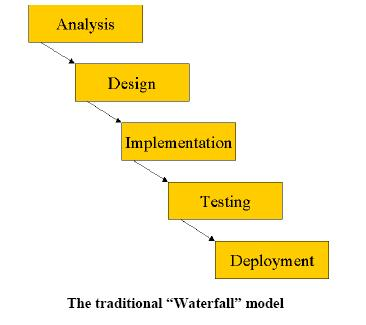 Analysis
Design
Implementation
Testing
Deployment
The traditional “Waterfall” model